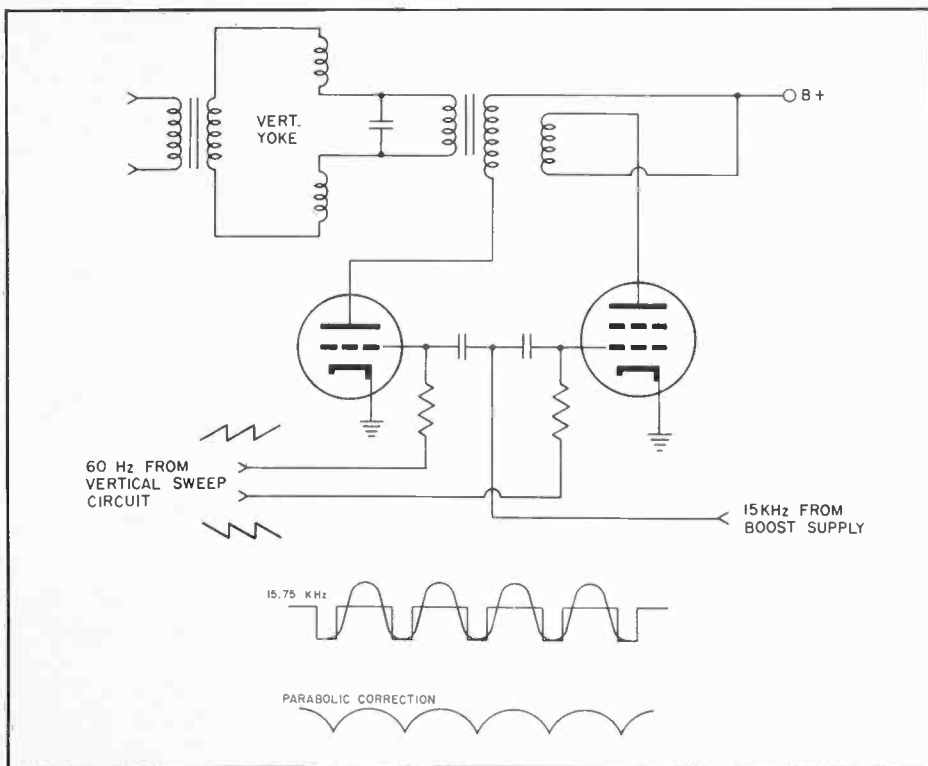 VERT.
YOKE
B+
60 Hz FROM
VERTICAL SWEEP
CIRCUIT
15KHz FROM
BOOST SUPPLY
15.75 KHz
PARABOLIC CORRECTION